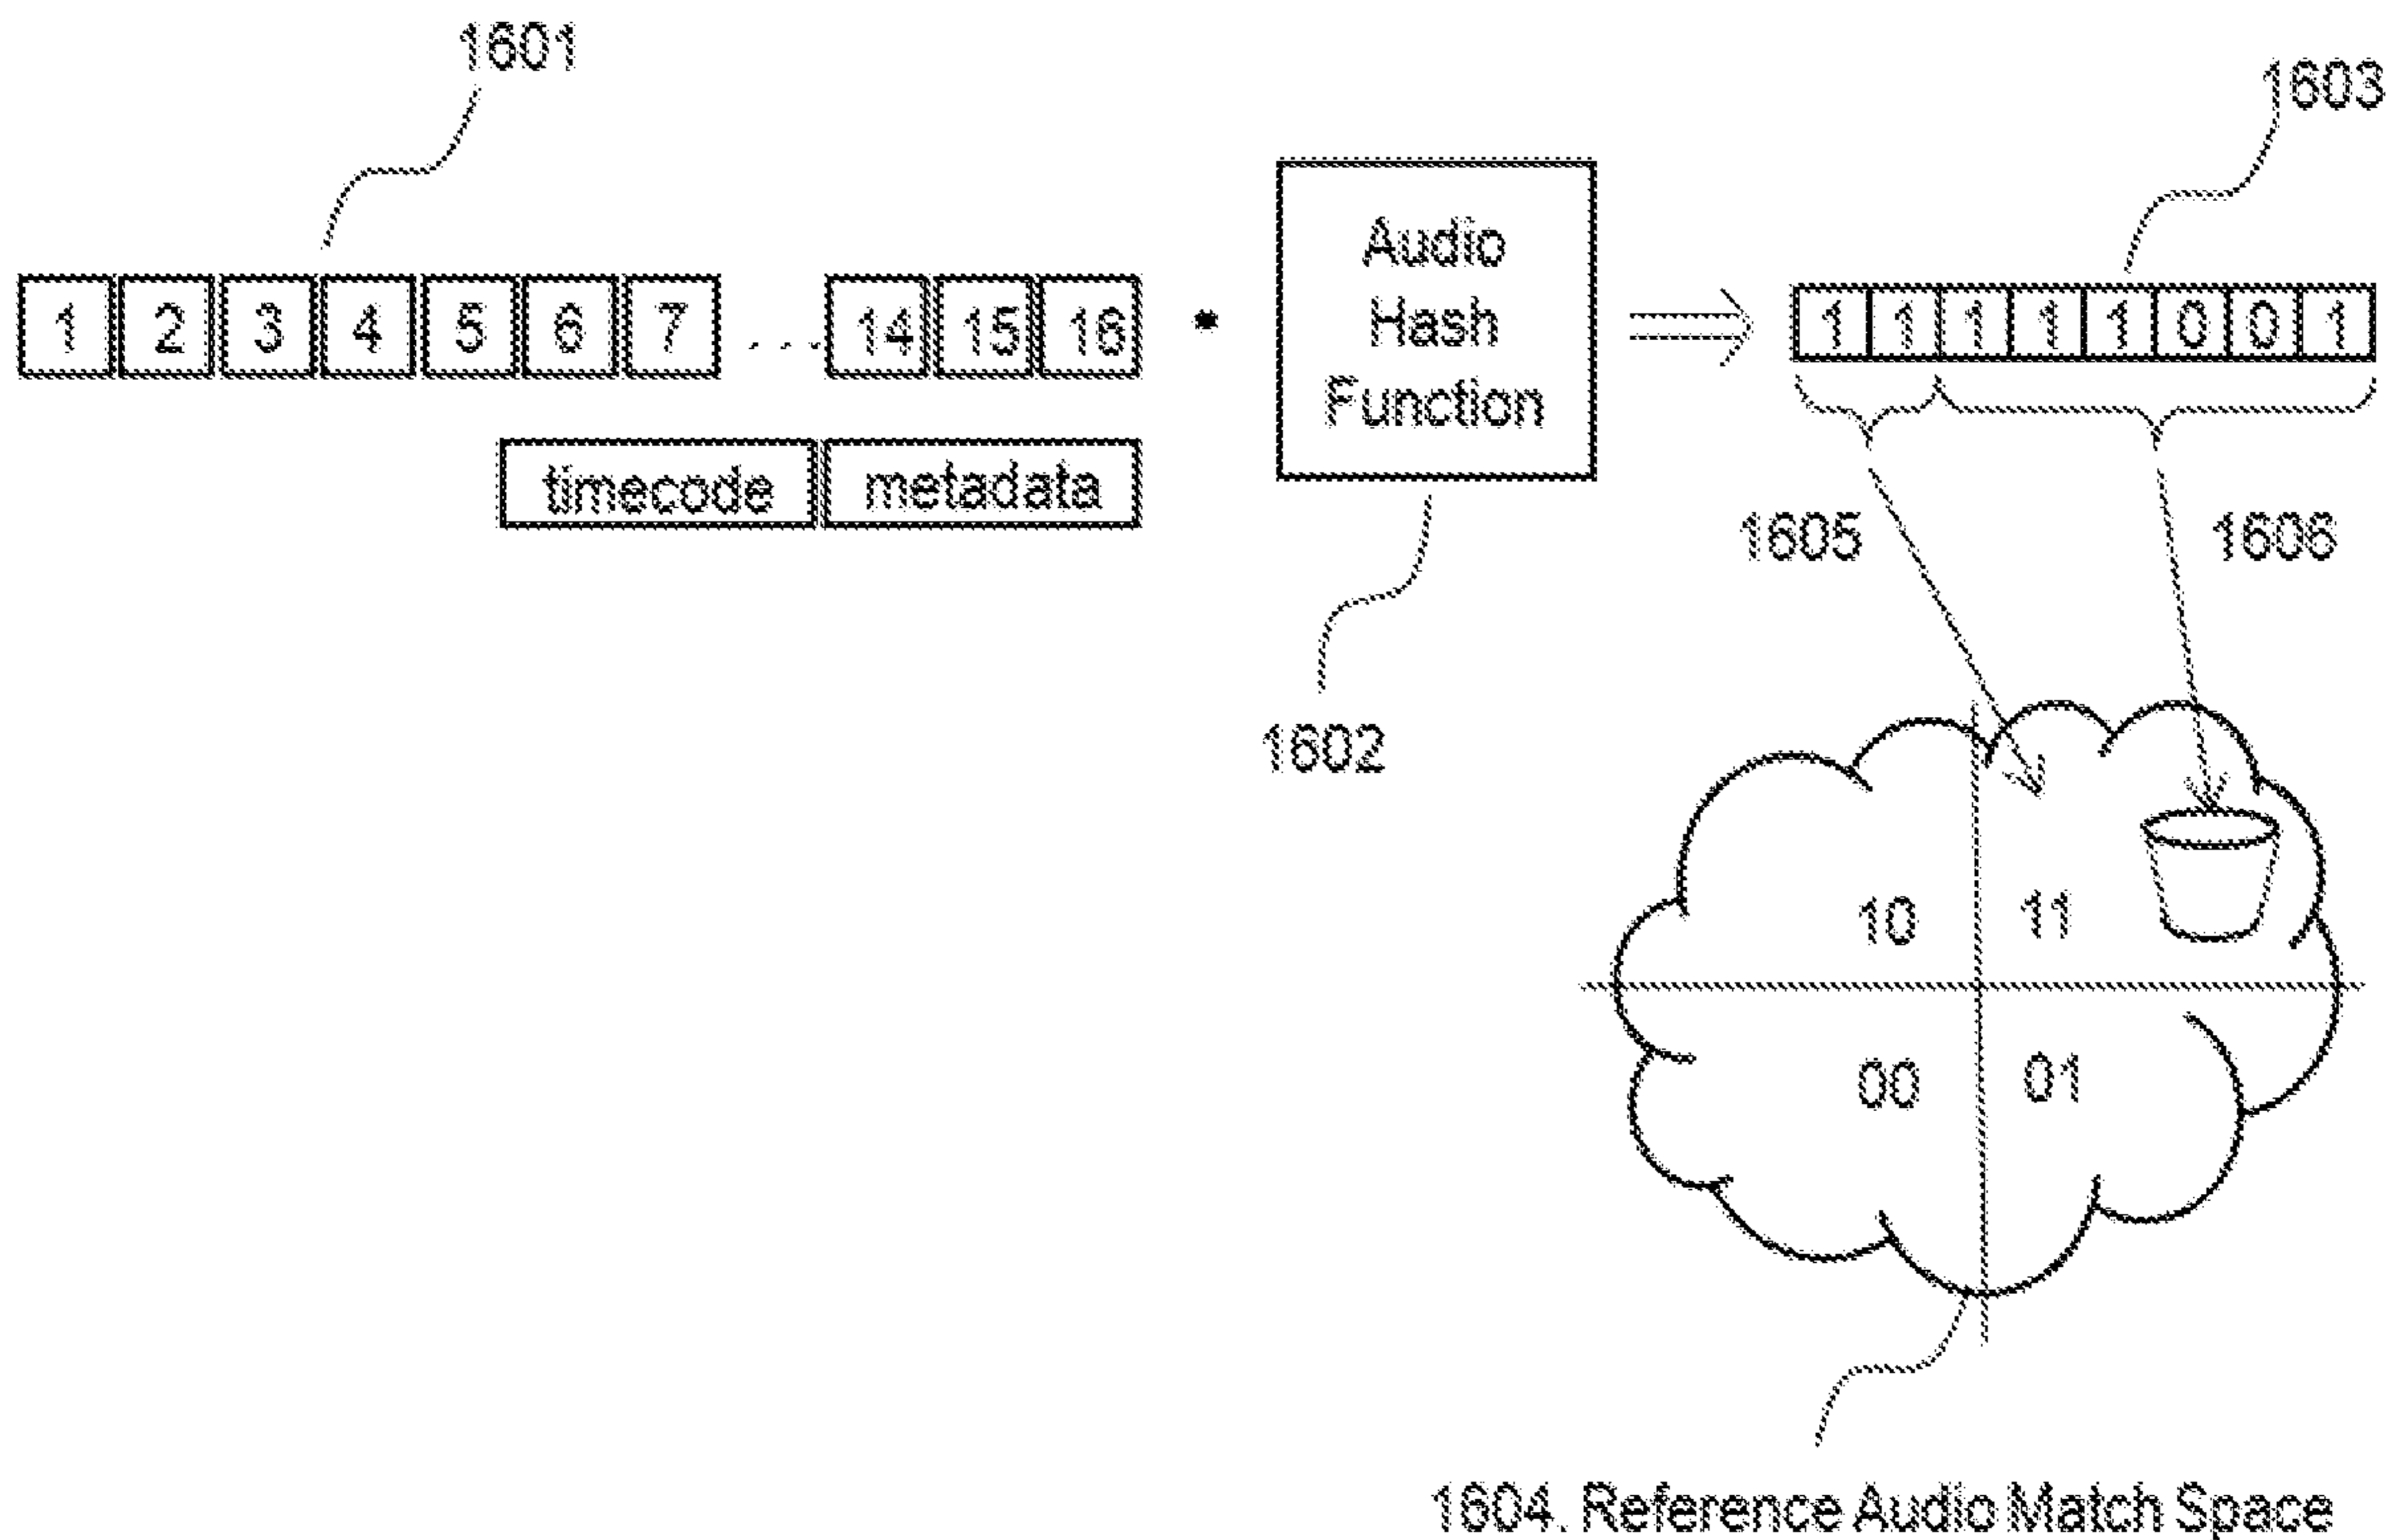 1601
1603
1 2 3 4 5 6 7 ... 14 15 16 • Audio Hash Function 1 1 1 1 1 0 0 1
timecode metadata
1605 1606
1602
10 11
00 01
1604. Reference Audio Match Space